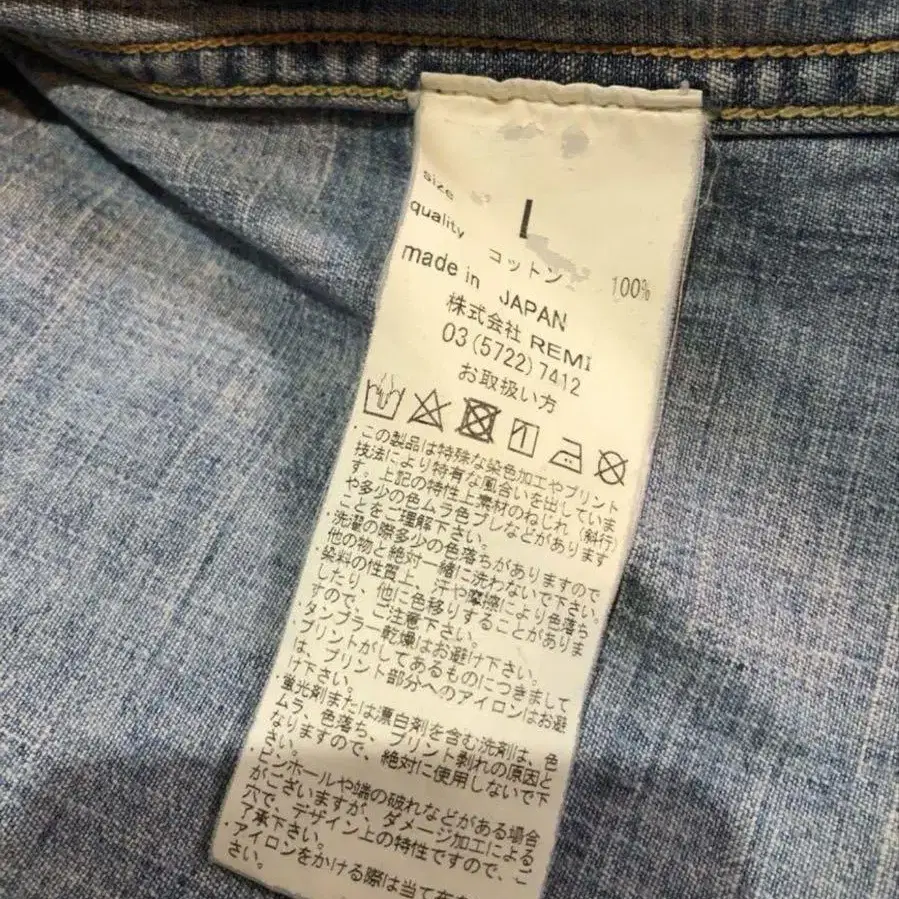 size L
quality
コットン 100%
made in JAPAN
株式会社 REMI
03(5722)7412
お取扱い方
・この製品は特殊な染色加工やプリント
技法により特有な風合いを出していま
す。上記の特性上素材のねじれ（斜行）
や多少の色ムラ色ブレなどがあります
ことをご理解下さい。
・洗濯の際多少の色落ちがありますので
他の物と絶対一緒に洗わないで下さい。
・染料の性質上、汗や摩擦により色落ち
したり、他に色移りすることがありま
すので、ご注意下さい。
・タンブラー乾燥はお避け下さい。
・プリントがしてあるものにつきまして
は、プリント部分へのアイロンはお避
け下さい。
・蛍光剤または漂白剤を含む洗剤は、色
ムラ、色落ち、プリント剥れの原因と
なりますので、絶対に使用しないで下
さい。
・ピンホールや端の破れなどがある場合
がございますが、ダメージ加工によるこ
穴で、デザイン上の特性ですので、ご
了承下さい。
・アイロンをかける際は当て布を
さい。